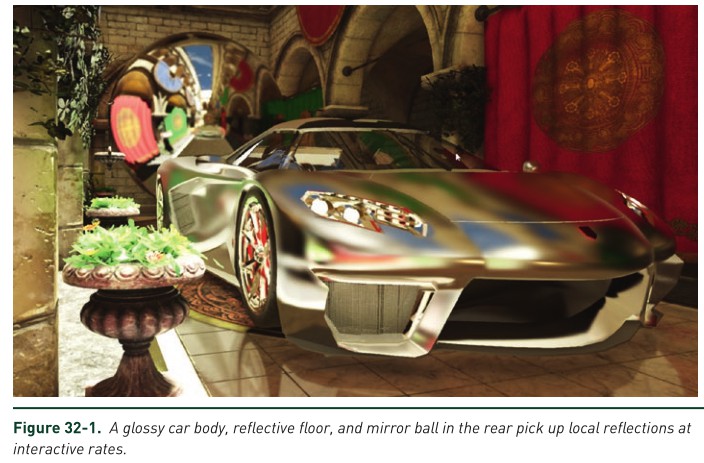 Figure 32-1. A glossy car body, reflective floor, and mirror ball in the rear pick up local reflections at
interactive rates.